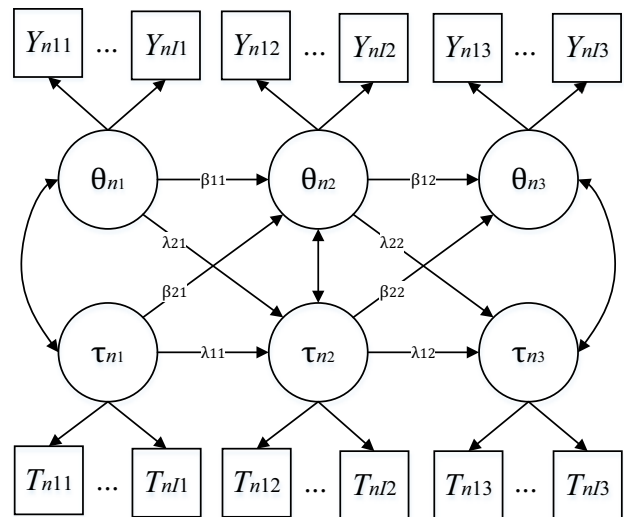 Yn11 ... YnI1 Yn12 ... YnI2 Yn13 ... YnI3
θn1 β11 θn2 β12 θn3
λ21 λ22
β21 β22
τn1 λ11 τn2 λ12 τn3
Tn11 ... TnI1 Tn12 ... TnI2 Tn13 ... TnI3